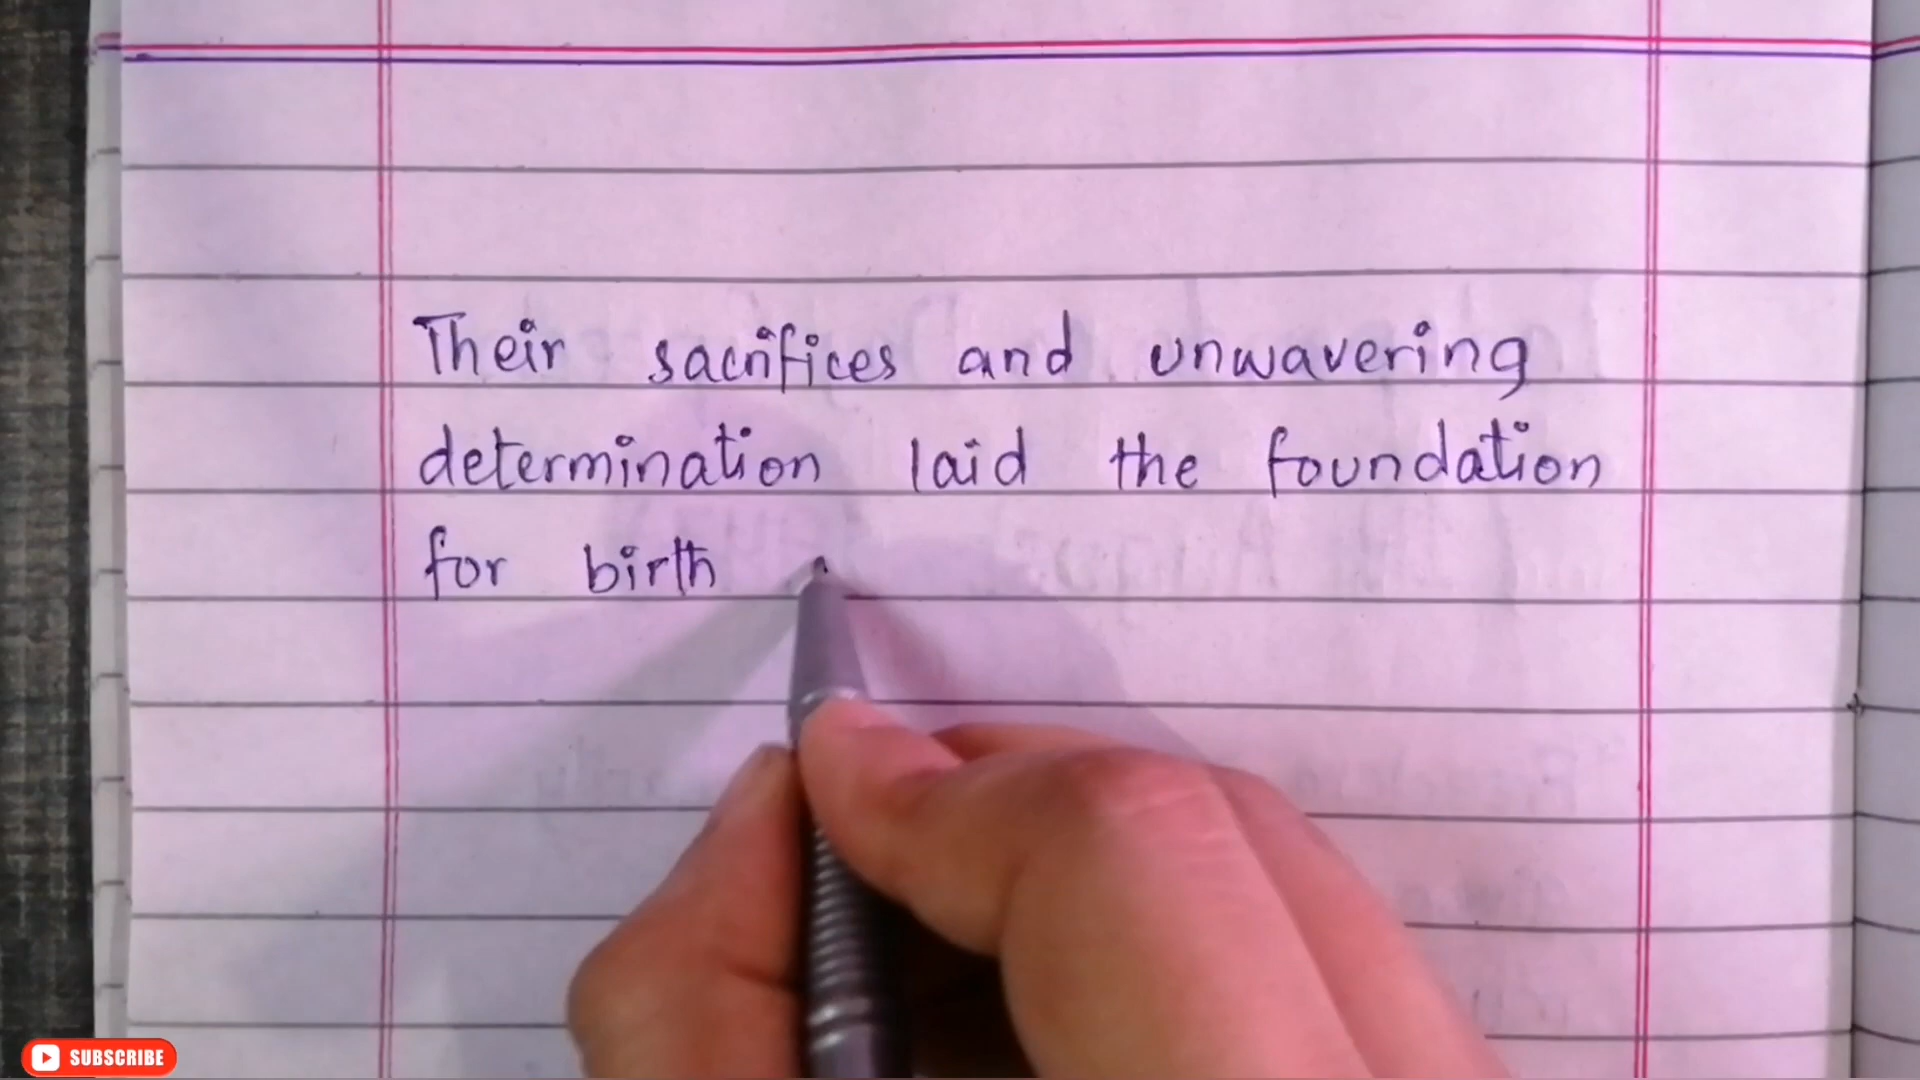 Their sacrifices and unwavering
determination laid the foundation
for birth
SUBSCRIBE